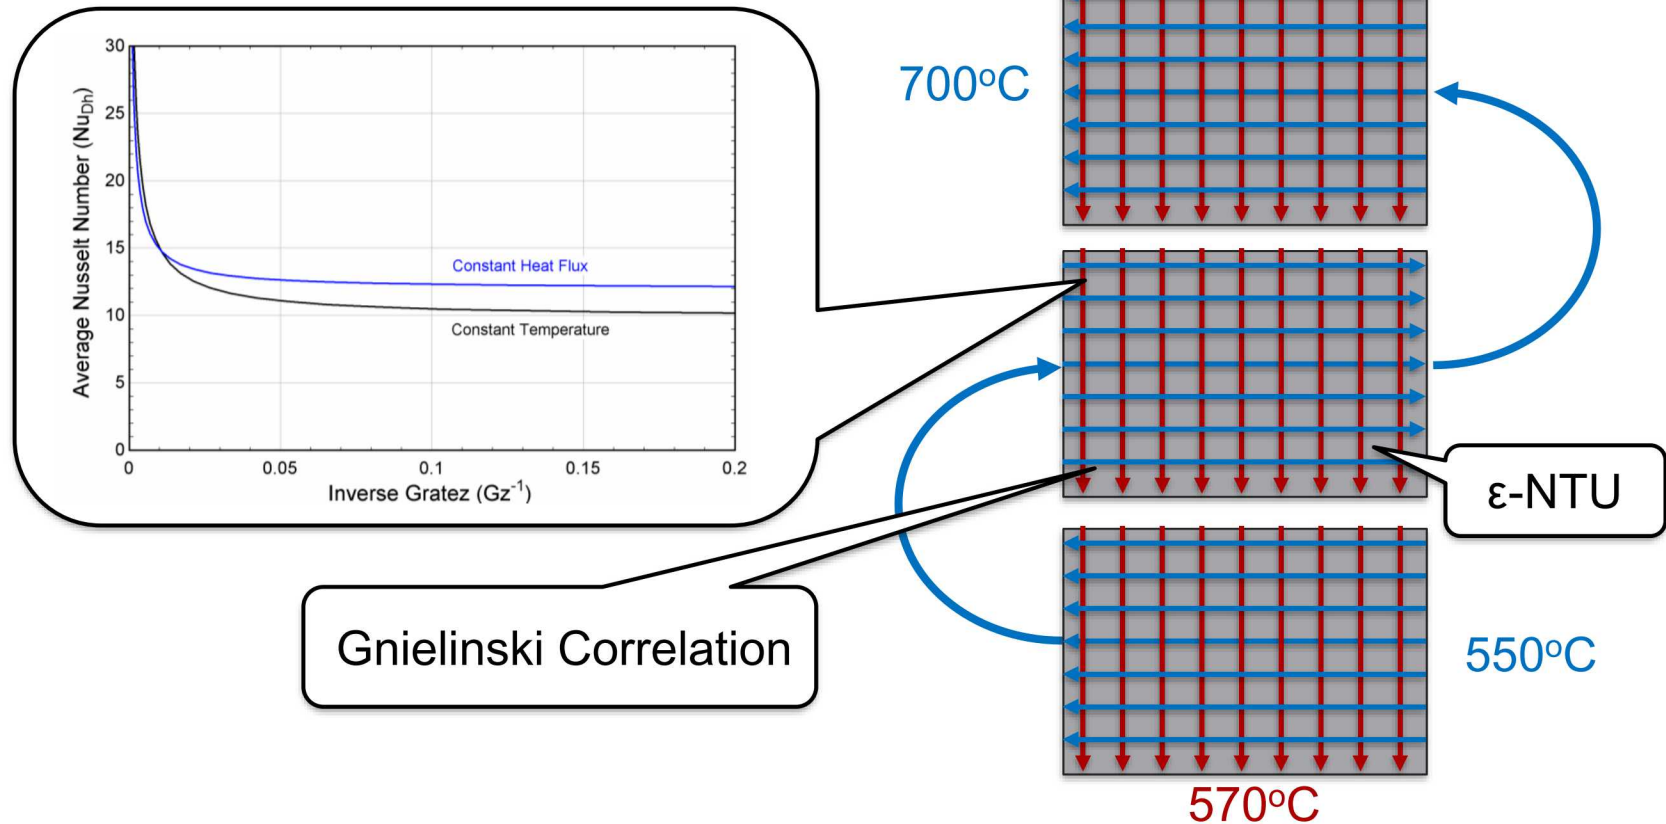 30
25
20
15
10
5
0
Average Nusselt Number (Nu_Dh)
Constant Heat Flux
Constant Temperature
0 0.05 0.1 0.15 0.2
Inverse Gratez (Gz⁻¹)
700°C
ε-NTU
Gnielinski Correlation
550°C
570°C